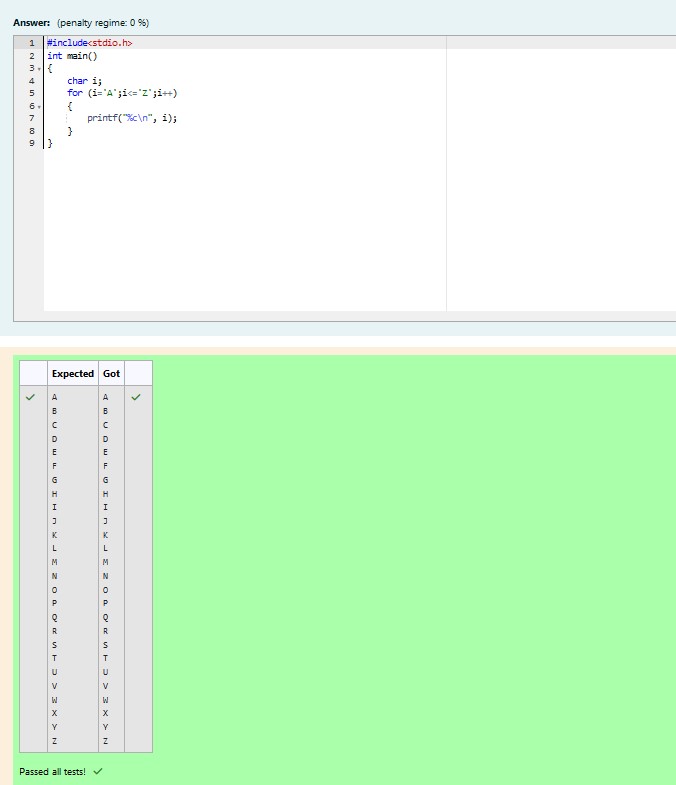 Answer: (penalty regime: 0 %)
1 #include<stdio.h>
2 int main()
3 {
4 char i;
5 for (i='A';i<='Z';i++)
6 {
7 printf("%c\n", i);
8 }
9 }
Expected Got
A A
B B
C C
D D
E E
F F
G G
H H
I I
J J
K K
L L
M M
N N
O O
P P
Q Q
R R
S S
T T
U U
V V
W W
X X
Y Y
Z Z
Passed all tests!